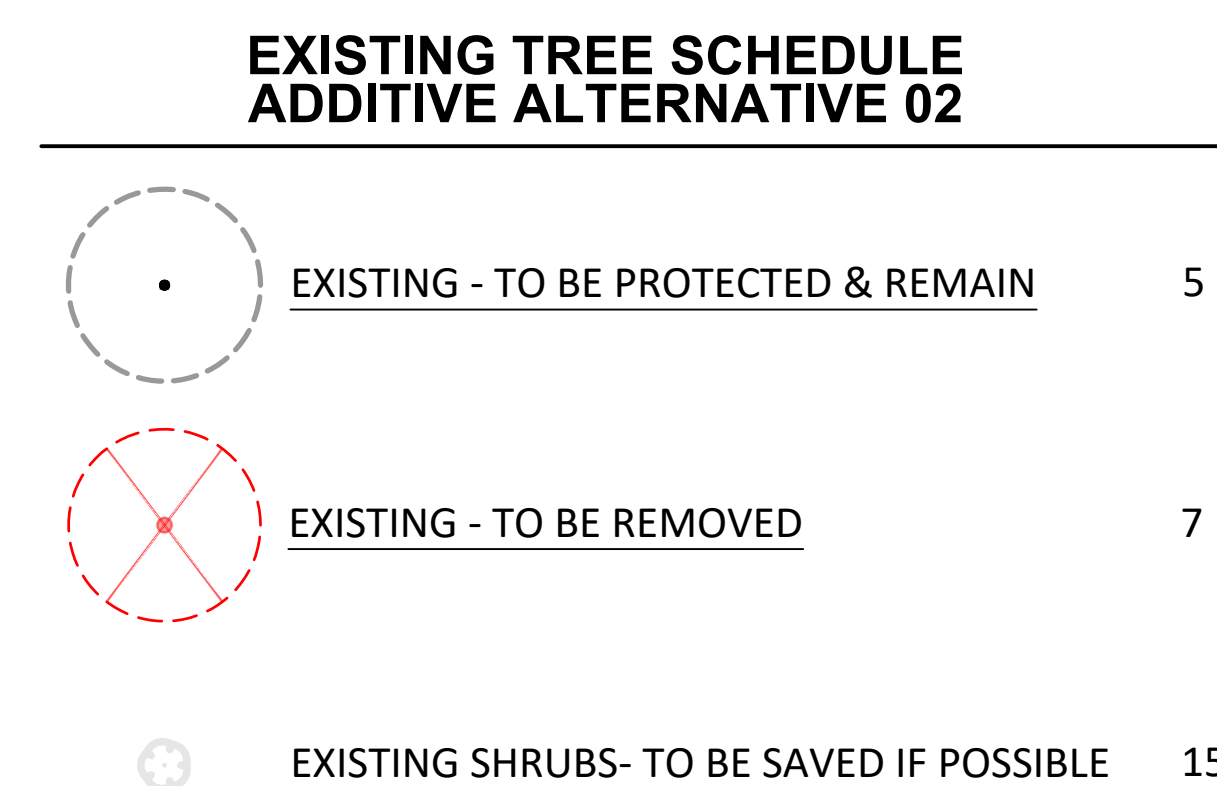 EXISTING TREE SCHEDULE
ADDITIVE ALTERNATIVE 02
EXISTING - TO BE PROTECTED & REMAIN 5
EXISTING - TO BE REMOVED 7
EXISTING SHRUBS- TO BE SAVED IF POSSIBLE 15